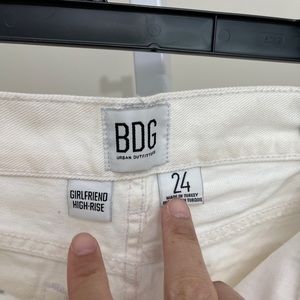 BDG
URBAN OUTFITTERS
GIRLFRIEND
HIGH-RISE
24
MADE IN TURKEY